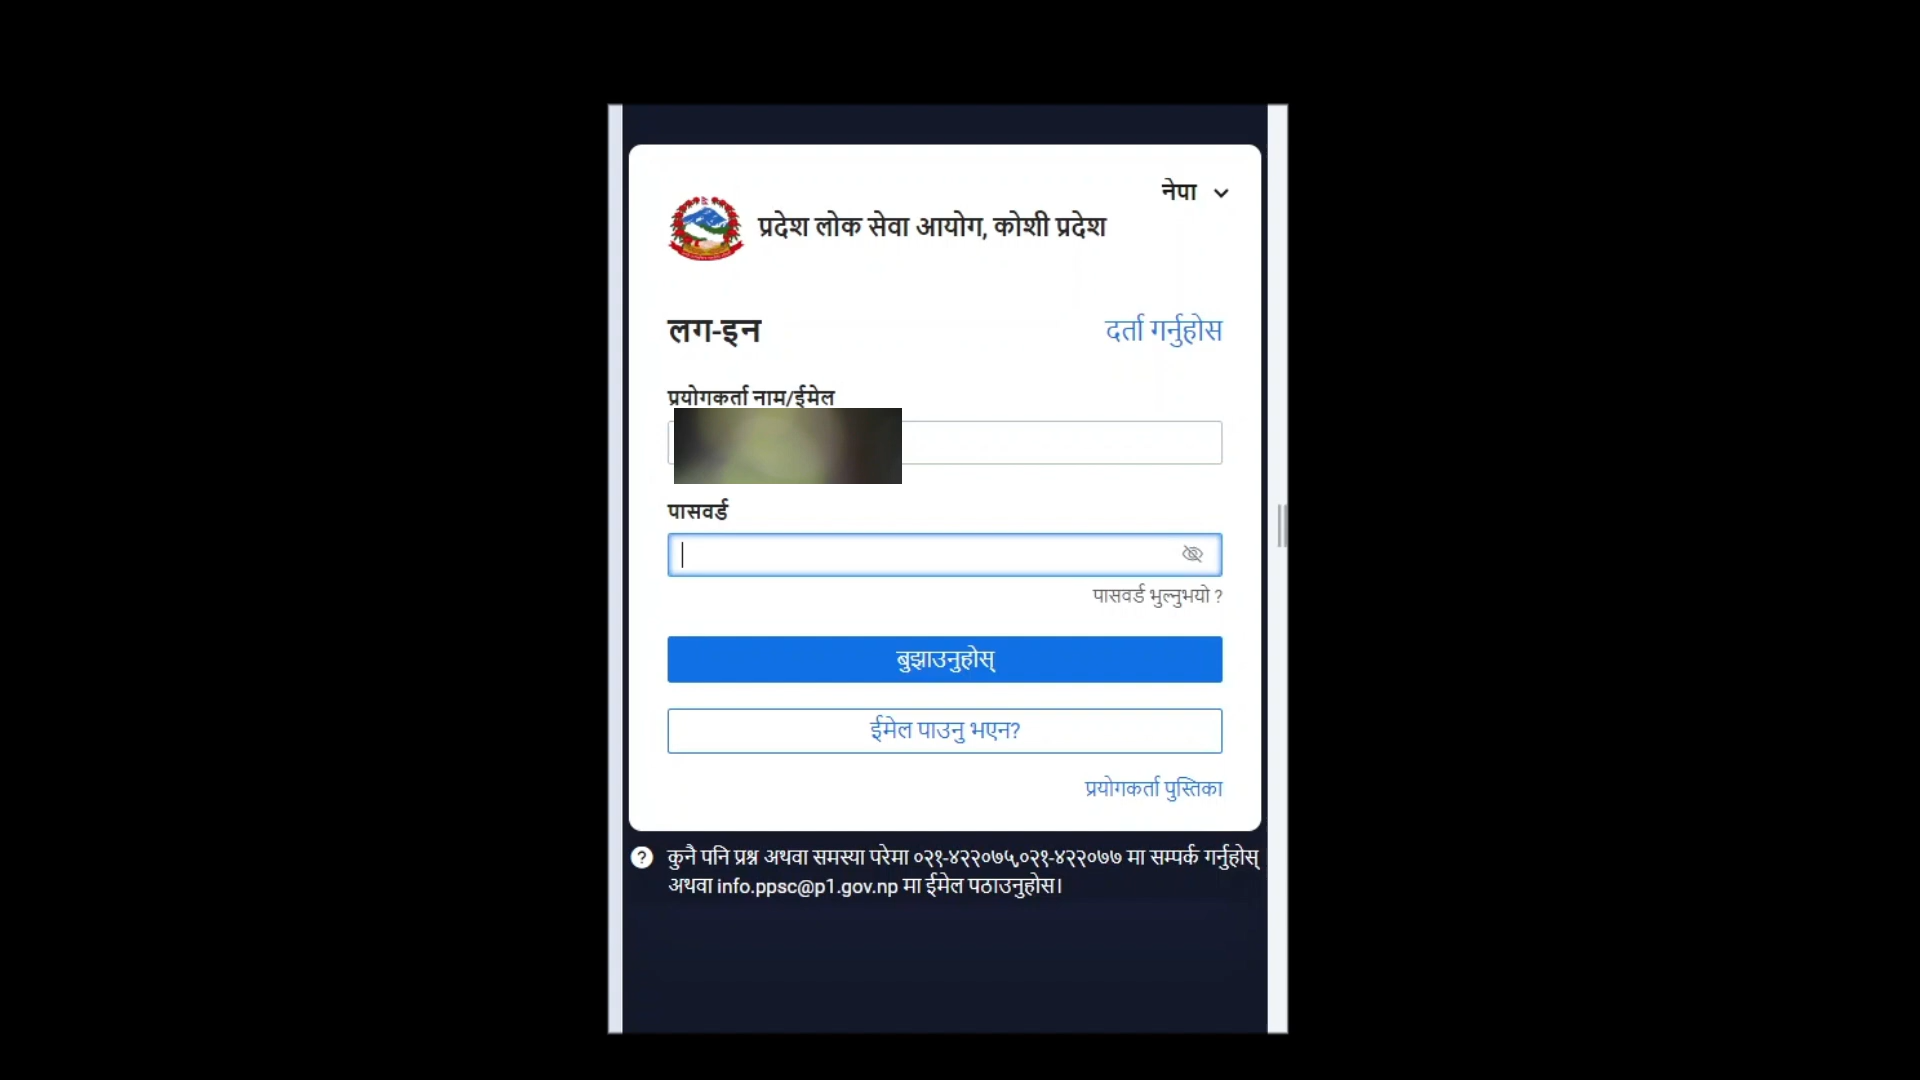 नेपा
प्रदेश लोक सेवा आयोग, कोशी प्रदेश
लग-इन
दर्ता गर्नुहोस
प्रयोगकर्ता नाम/ईमेल
पासवर्ड
पासवर्ड भुल्नुभयो ?
बुझाउनुहोस्
ईमेल पाउनु भएन?
प्रयोगकर्ता पुस्तिका
कुनै पनि प्रश्न अथवा समस्या परेमा ०२१-४२२०७५,०२१-४२२०७७ मा सम्पर्क गर्नुहोस्
अथवा info.ppsc@p1.gov.np मा ईमेल पठाउनुहोस।